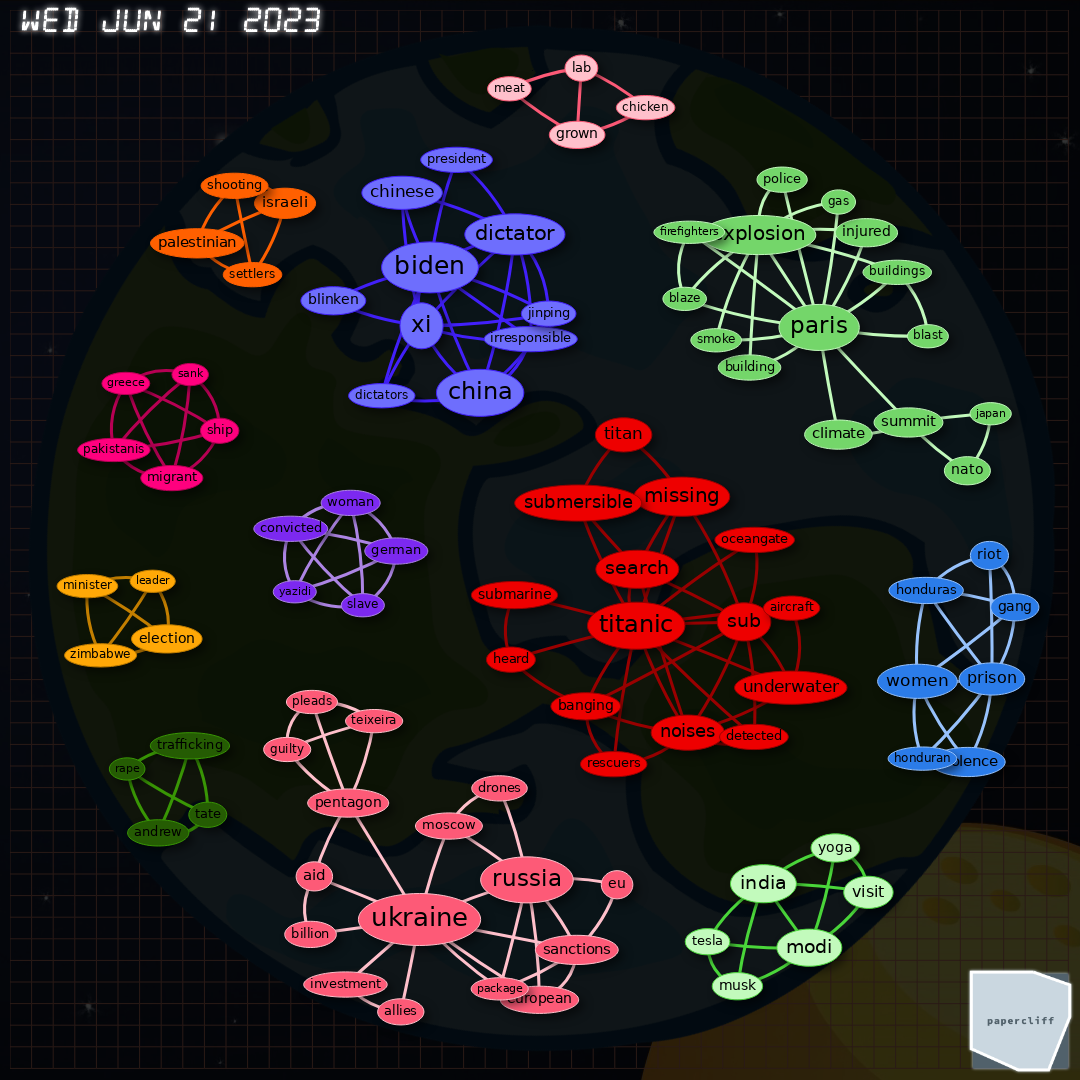 WED JUN 21 2023
lab
meat
chicken
grown
president
chinese
dictator
biden
blinken
jinping
xi
irresponsible
dictators
china
shooting
israeli
palestinian
settlers
police
gas
firefighters
xplosion
injured
buildings
blaze
paris
smoke
blast
building
japan
summit
climate
nato
greece
sank
ship
pakistanis
migrant
titan
submersible
missing
oceangate
search
submarine
aircraft
titanic
sub
heard
underwater
banging
noises
detected
rescuers
woman
convicted
german
yazidi
slave
riot
honduras
gang
women
prison
honduran
olence
minister
leader
election
zimbabwe
trafficking
rape
tate
andrew
pleads
teixeira
guilty
pentagon
drones
moscow
aid
russia
eu
ukraine
billion
sanctions
investment
package
european
allies
yoga
india
visit
tesla
modi
musk
papercliff